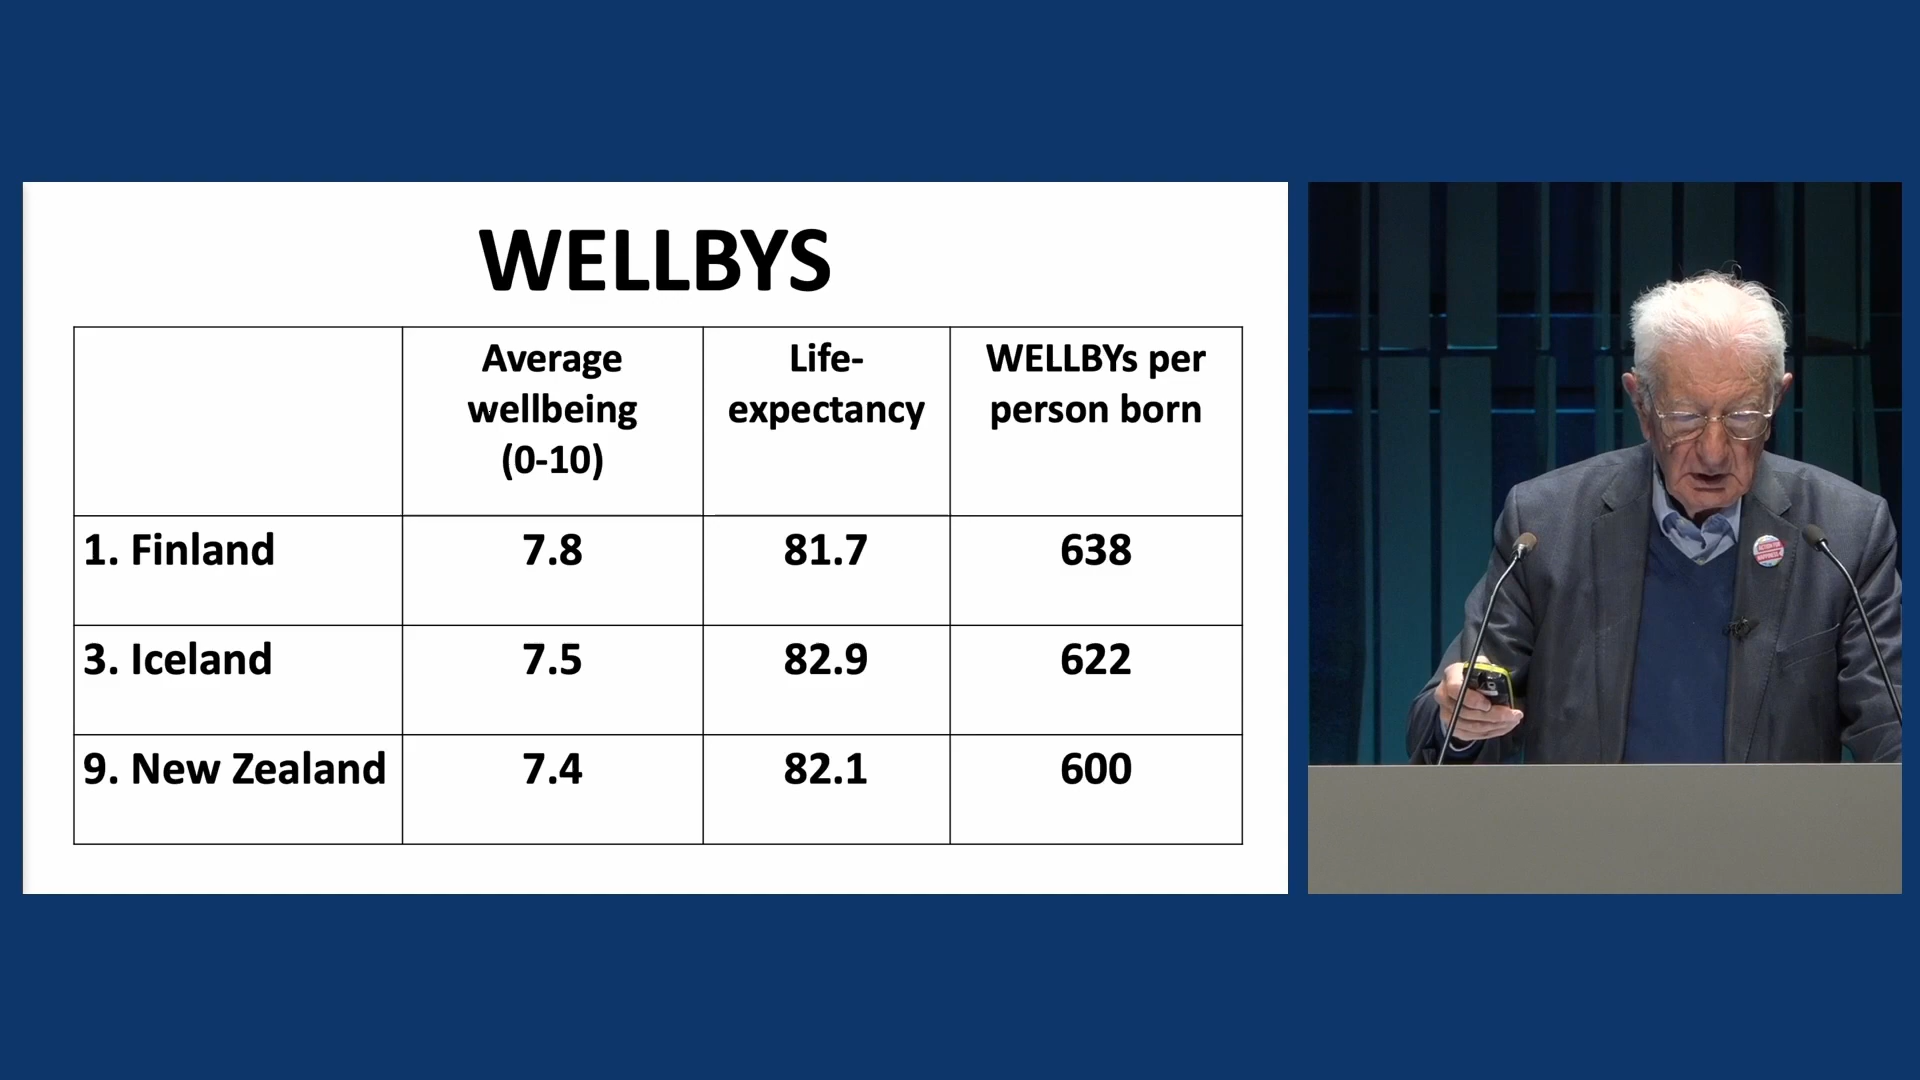 WELLBYS
Average
wellbeing
(0-10)
Life-
expectancy
WELLBYs per
person born
1. Finland 7.8 81.7 638
3. Iceland 7.5 82.9 622
9. New Zealand 7.4 82.1 600